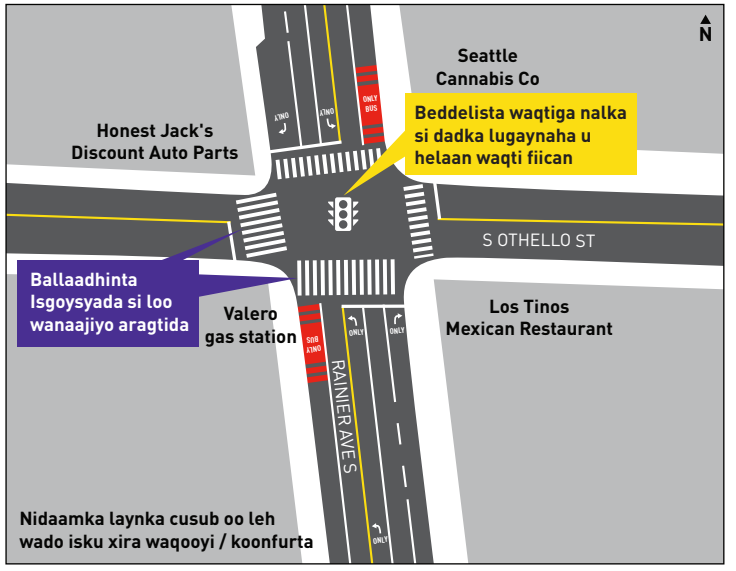 N
Seattle
Cannabis Co
Honest Jack's
Discount Auto Parts
Beddelista waqtiga nalka
si dadka lugaynaha u
helaan waqti fiican
ONLY
BUS
ONLY
ONLY
S OTHELLO ST
Ballaadhinta
Isgoysyada si loo
wanaajiyo aragtida
Valero
gas station
Los Tinos
Mexican Restaurant
ONLY
BUS
ONLY
ONLY
RAINIER AVE S
ONLY
Nidaamka laynka cusub oo leh
wado isku xira waqooyi / koonfurta